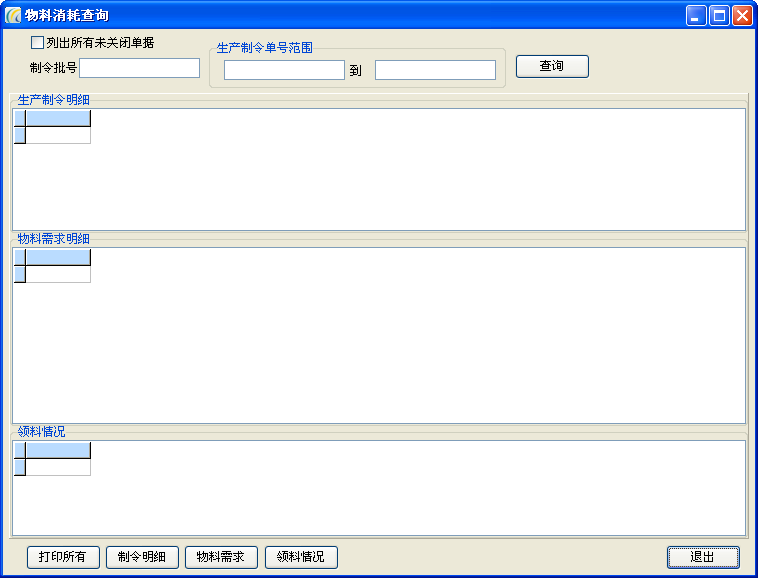 物料消耗查询
列出所有未关闭单据
生产制令单号范围
制令批号
到
查询
生产制令明细
物料需求明细
领料情况
打印所有 制令明细 物料需求 领料情况 退出